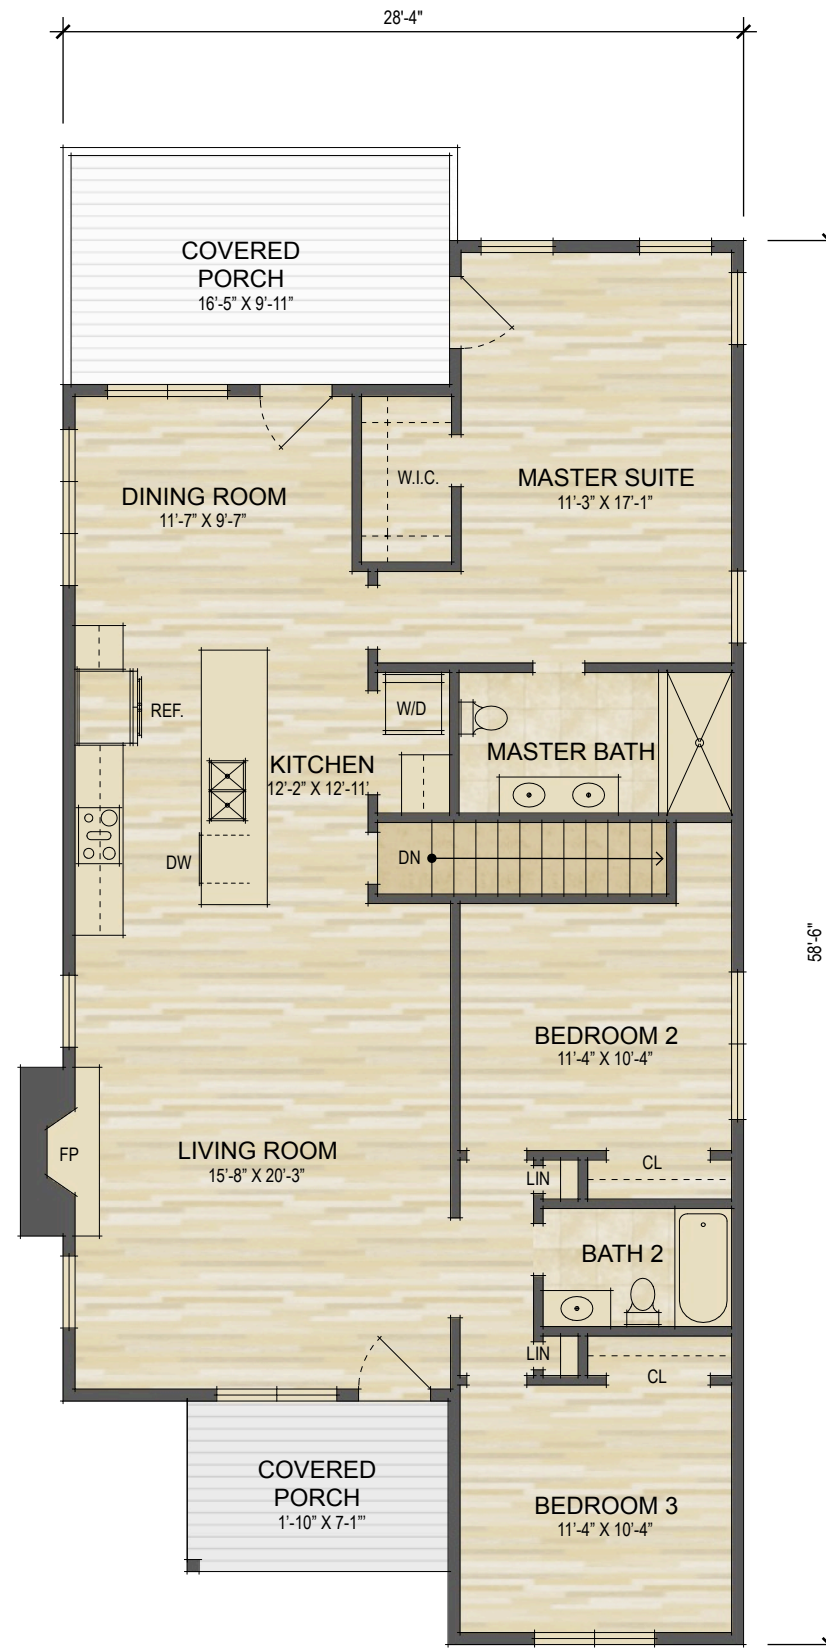 28'-4"
COVERED
PORCH
16'-5” X 9'-11”
W.I.C.
MASTER SUITE
11'-3” X 17'-1”
DINING ROOM
11'-7” X 9'-7”
REF.
W/D
MASTER BATH
KITCHEN
12'-2” X 12'-11'
DW
DN
58'-6"
BEDROOM 2
11'-4” X 10'-4”
FP
LIVING ROOM
15'-8” X 20'-3”
LIN
CL
BATH 2
LIN
CL
COVERED
PORCH
1'-10” X 7-1”'
BEDROOM 3
11'-4” X 10'-4”